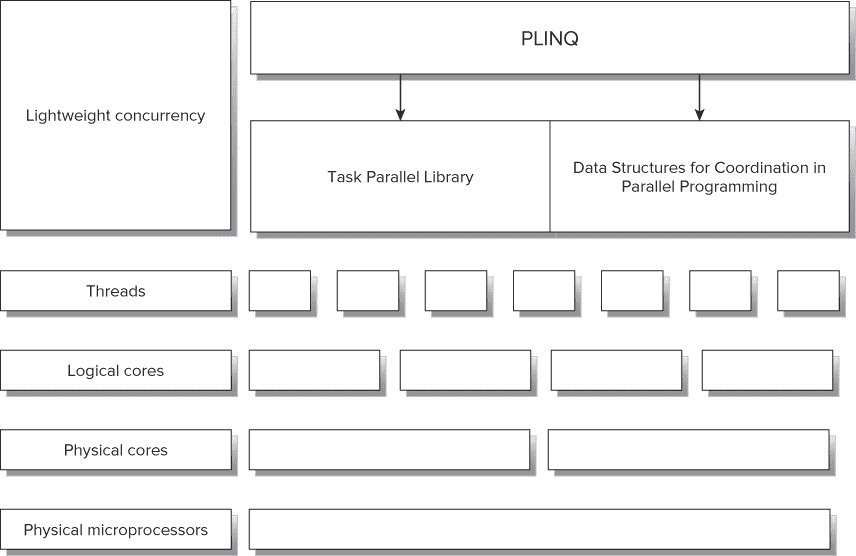 PLINQ
Lightweight concurrency
Task Parallel Library
Data Structures for Coordination in
Parallel Programming
Threads
Logical cores
Physical cores
Physical microprocessors